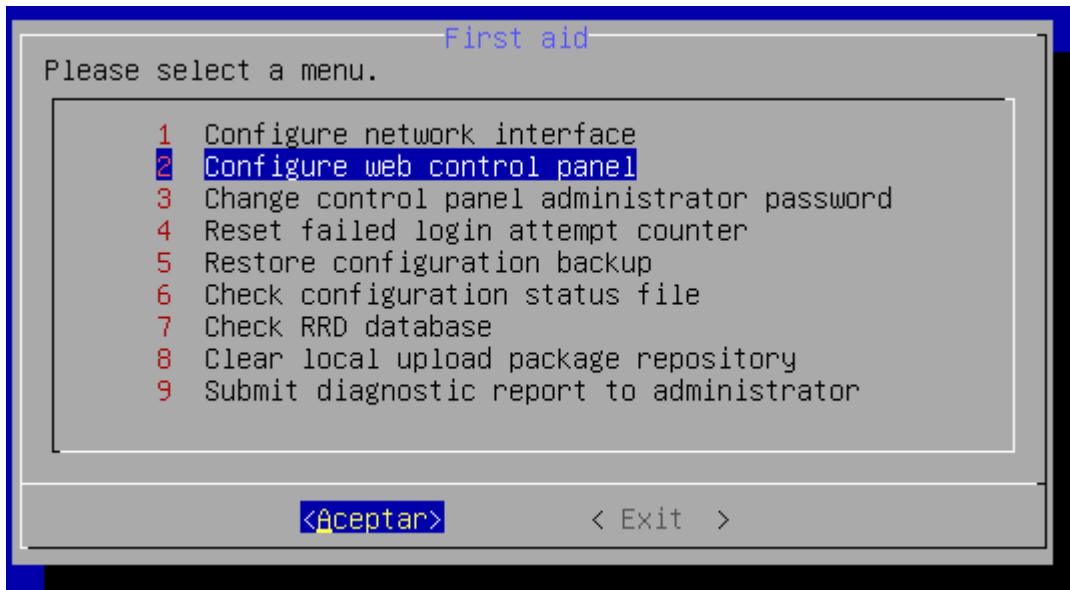 First aid
Please select a menu.
1 Configure network interface
2 Configure web control panel
3 Change control panel administrator password
4 Reset failed login attempt counter
5 Restore configuration backup
6 Check configuration status file
7 Check RRD database
8 Clear local upload package repository
9 Submit diagnostic report to administrator
<Aceptar> < Exit >